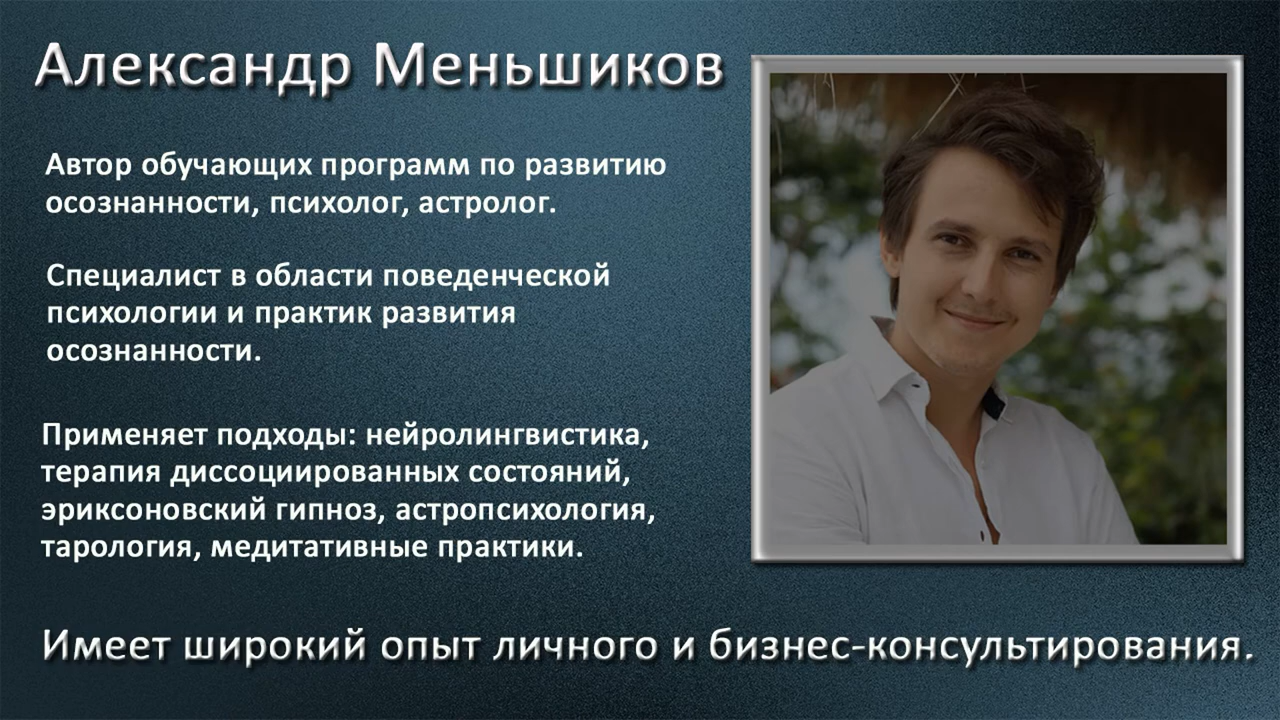 Александр Меньшиков
Автор обучающих программ по развитию
осознанности, психолог, астролог.
Специалист в области поведенческой
психологии и практик развития
осознанности.
Применяет подходы: нейролингвистика,
терапия диссоциированных состояний,
эриксоновский гипноз, астропсихология,
тарология, медитативные практики.
Имеет широкий опыт личного и бизнес-консультирования.